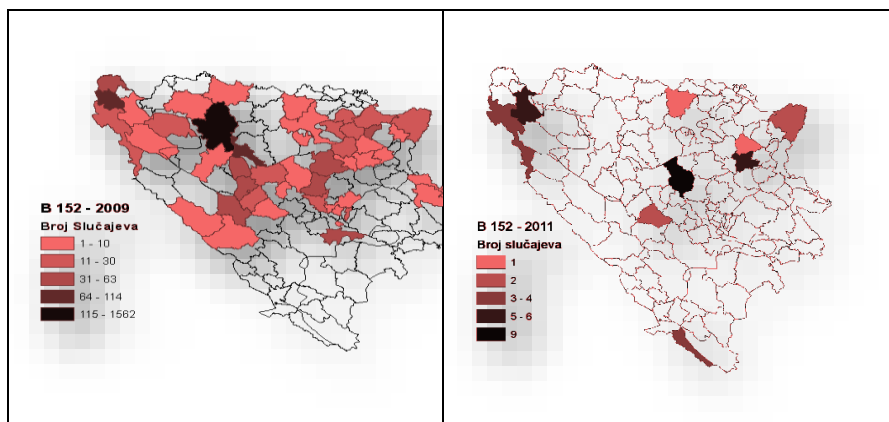 B 152 - 2009
Broj Slučajeva
1 - 10
11 - 30
31 - 63
64 - 114
115 - 1562
B 152 - 2011
Broj slučajeva
1
2
3 - 4
5 - 6
9